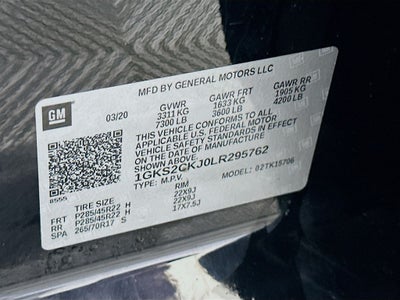 MFD BY GENERAL MOTORS LLC
GM
03/20
GVWR GAWR FRT GAWR RR
3311 KG 1633 KG 1905 KG
7300 LB 3600 LB 4200 LB
THIS VEHICLE CONFORMS TO ALL
APPLICABLE U.S. FEDERAL MOTOR
VEHICLE SAFETY STANDARDS IN
EFFECT ON THE DATE OF MANUFACTURE
SHOWN ABOVE.
1GKS2CKJ0LR295762
TYPE: M.P.V. MODEL: 02TK15706
8555
TIRE SIZE RIM
FRT P285/45R22 H 22X9J
RR P285/45R22 H 22X9J
SPA 265/70R17 S 17X7.5J